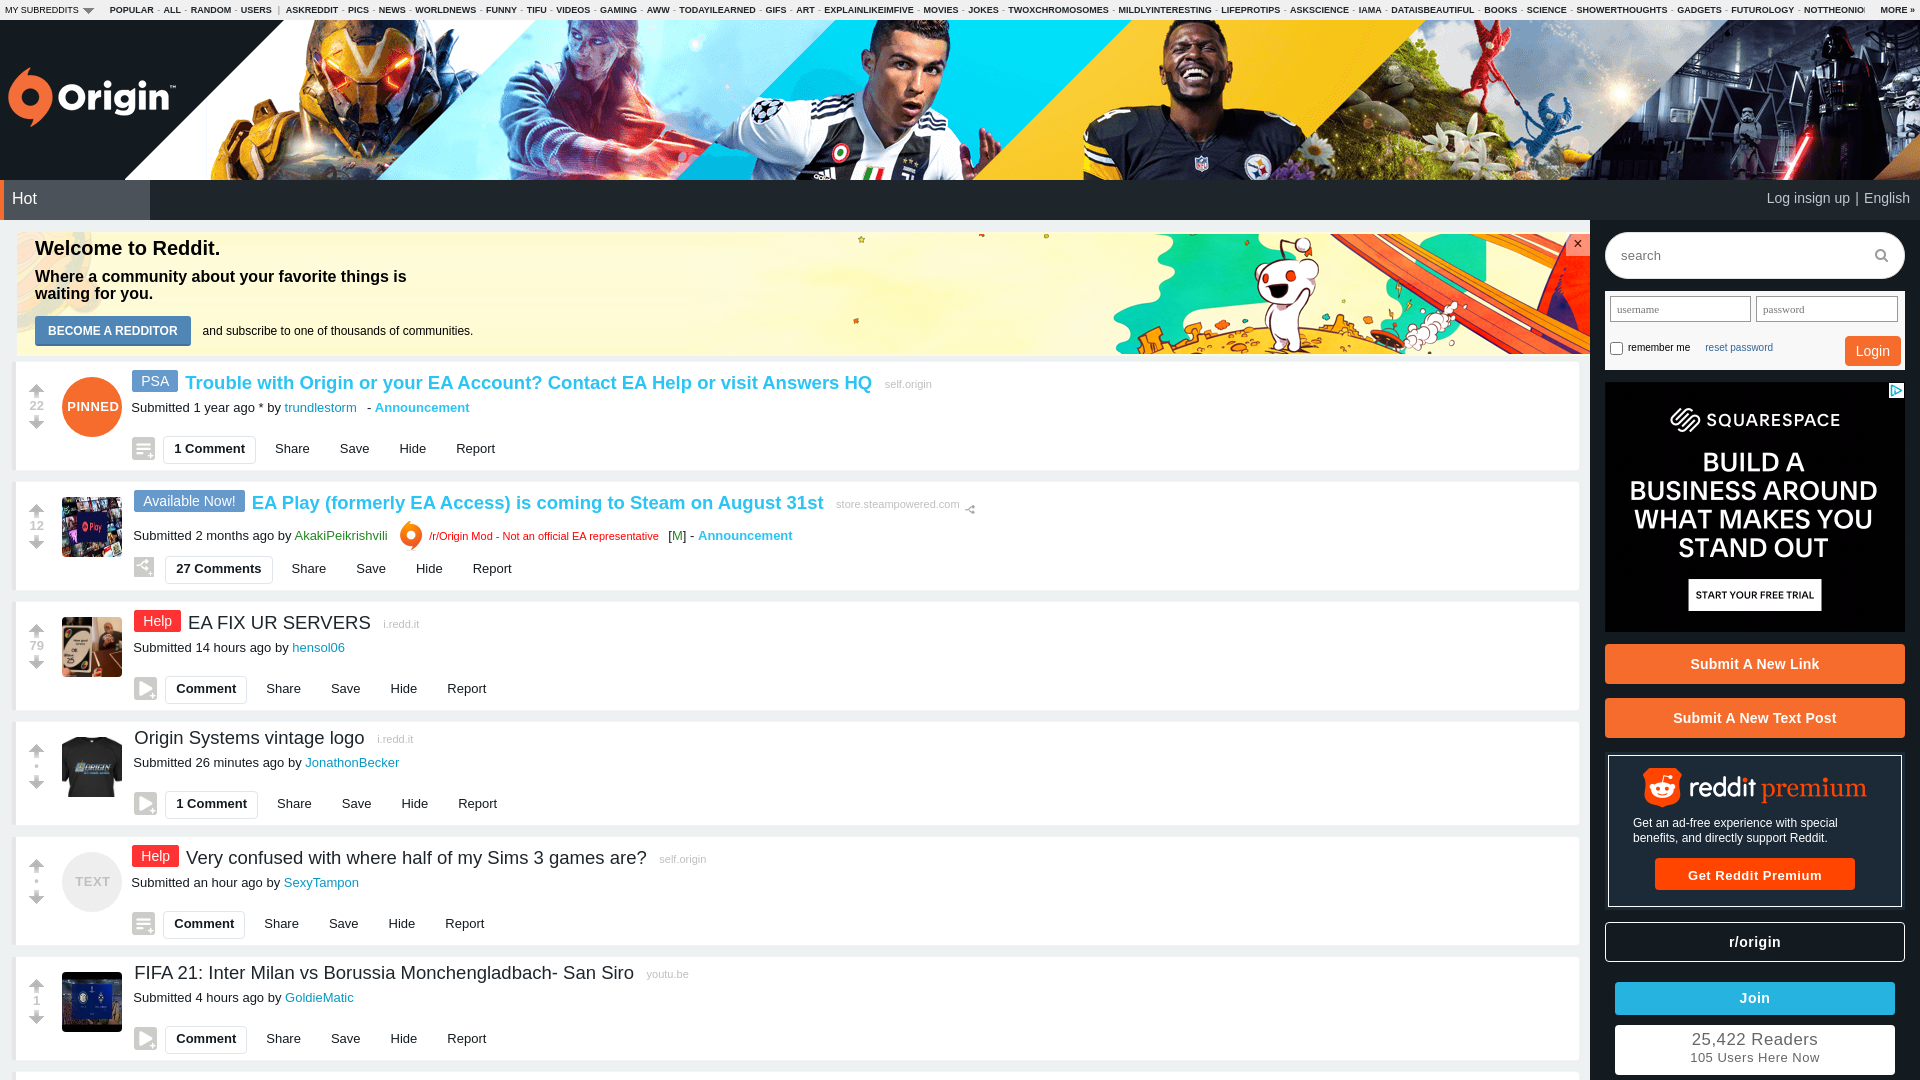 MY SUBREDDITS POPULAR - ALL - RANDOM - USERS | ASKREDDIT - PICS - NEWS - WORLDNEWS - FUNNY - TIFU - VIDEOS - GAMING - AWW - TODAYILEARNED - GIFS - ART - EXPLAINLIKEIMFIVE - MOVIES - JOKES - TWOXCHROMOSOMES - MILDLYINTERESTING - LIFEPROTIPS - ASKSCIENCE - IAMA - DATAISBEAUTIFUL - BOOKS - SCIENCE - SHOWERTHOUGHTS - GADGETS - FUTUROLOGY - NOTTHEONIO MORE »
Origin™
Hot
Log insign up | English
Welcome to Reddit.
Where a community about your favorite things is
waiting for you.
BECOME A REDDITOR and subscribe to one of thousands of communities.
×
22
PINNED
PSA Trouble with Origin or your EA Account? Contact EA Help or visit Answers HQ self.origin
Submitted 1 year ago * by trundlestorm - Announcement
1 Comment Share Save Hide Report
12
EA Play
Available Now! EA Play (formerly EA Access) is coming to Steam on August 31st store.steampowered.com
Submitted 2 months ago by AkakiPeikrishvili /r/Origin Mod - Not an official EA representative [M] - Announcement
27 Comments Share Save Hide Report
79
Help EA FIX UR SERVERS i.redd.it
Submitted 14 hours ago by hensol06
Comment Share Save Hide Report
•
ORIGIN
Origin Systems vintage logo i.redd.it
Submitted 26 minutes ago by JonathonBecker
1 Comment Share Save Hide Report
•
TEXT
Help Very confused with where half of my Sims 3 games are? self.origin
Submitted an hour ago by SexyTampon
Comment Share Save Hide Report
1
FIFA 21: Inter Milan vs Borussia Monchengladbach- San Siro youtu.be
Submitted 4 hours ago by GoldieMatic
Comment Share Save Hide Report
search
username password
remember me reset password Login
SQUARESPACE
BUILD A
BUSINESS AROUND
WHAT MAKES YOU
STAND OUT
START YOUR FREE TRIAL
Submit A New Link
Submit A New Text Post
reddit premium
Get an ad-free experience with special
benefits, and directly support Reddit.
Get Reddit Premium
r/origin
Join
25,422 Readers
105 Users Here Now